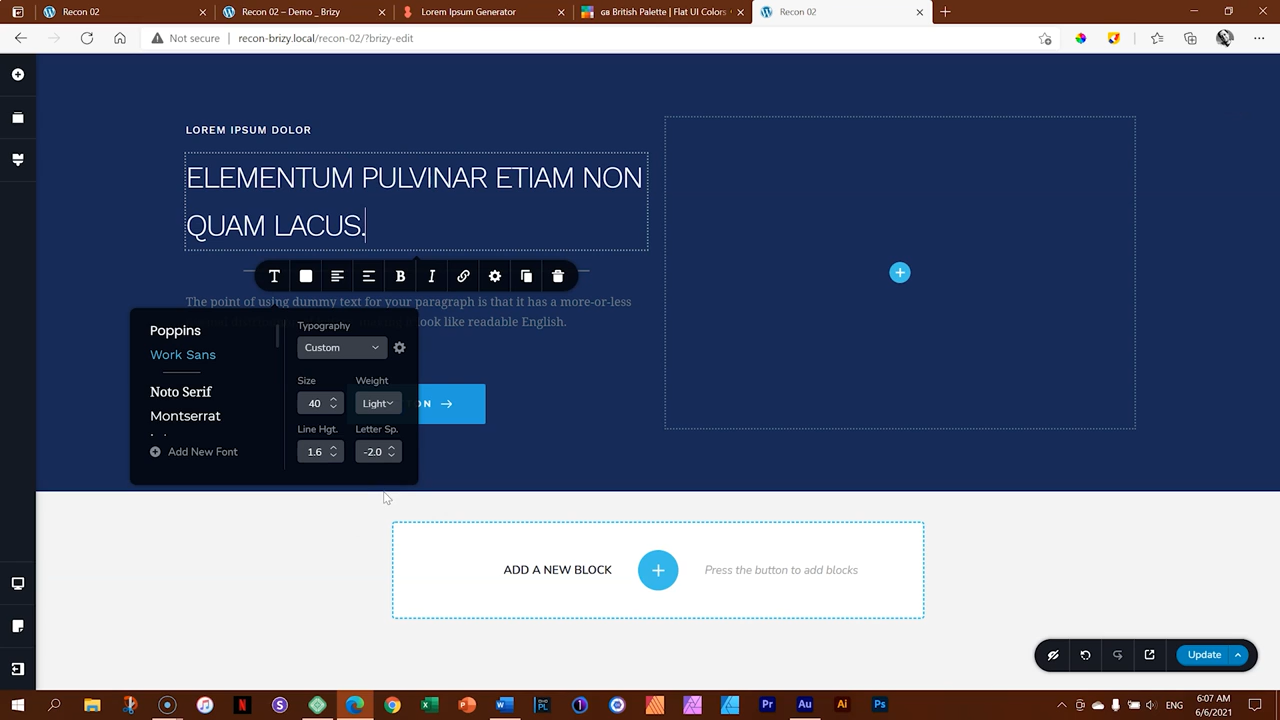 Recon 02
Recon 02 – Demo _ Brizy
Lorem Ipsum Generator
GB British Palette | Flat UI Colors
Recon 02
Not secure
recon-brizy.local/recon-02/?brizy-edit
LOREM IPSUM DOLOR
ELEMENTUM PULVINAR ETIAM NON
QUAM LACUS.
The point of using dummy text for your paragraph is that it has a more-or-less
look like readable English.
Poppins
Work Sans
Noto Serif
Montserrat
Add New Font
Typography
Custom
Size
Weight
40
Light
Line Hgt.
Letter Sp.
1.6
-2.0
ON
ADD A NEW BLOCK
Press the button to add blocks
Update
ENG
6:07 AM
6/6/2021